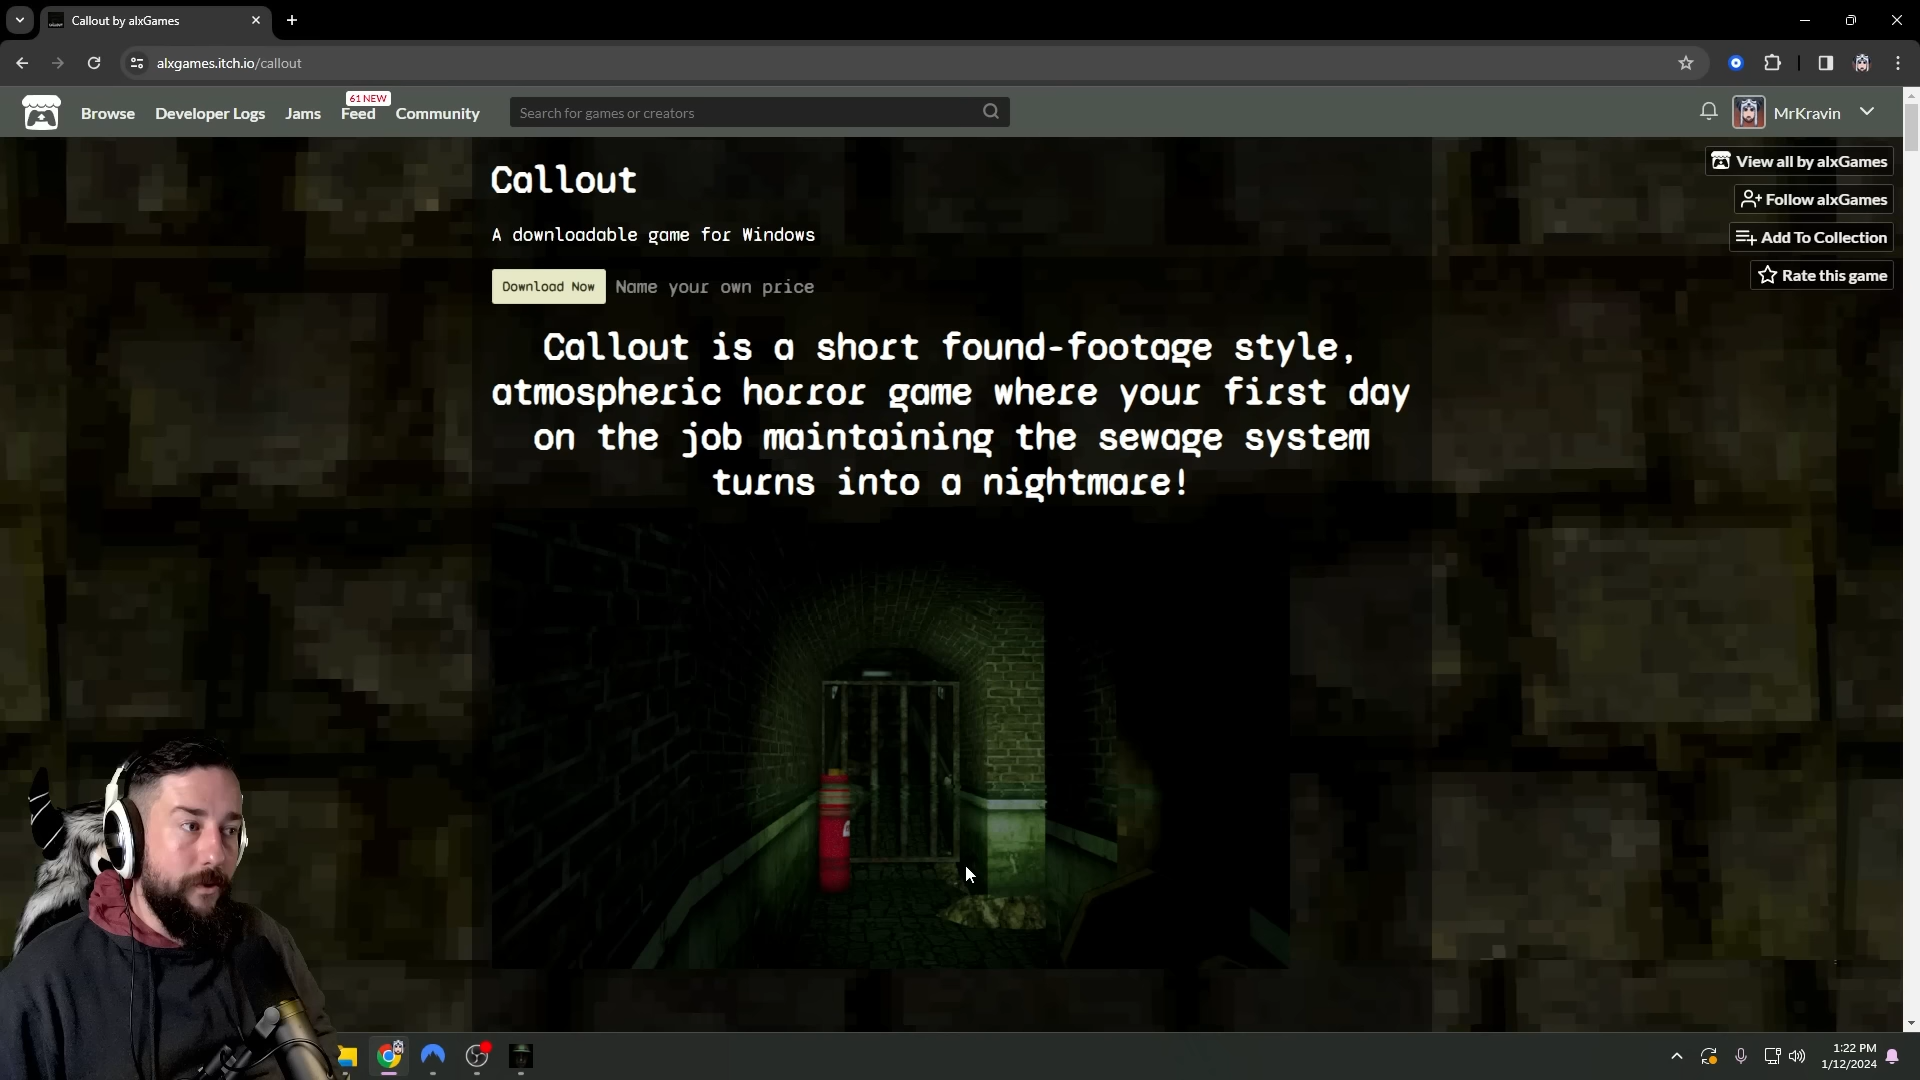 Callout by alxGames
alxgames.itch.io/callout
Browse
Developer Logs
Jams
61 NEW
Feed
Community
Search for games or creators
MrKravin
View all by alxGames
Follow alxGames
Add To Collection
Rate this game
Callout
A downloadable game for Windows
Download Now
Name your own price
Callout is a short found-footage style,
atmospheric horror game where your first day
on the job maintaining the sewage system
turns into a nightmare!
1:22 PM
1/12/2024